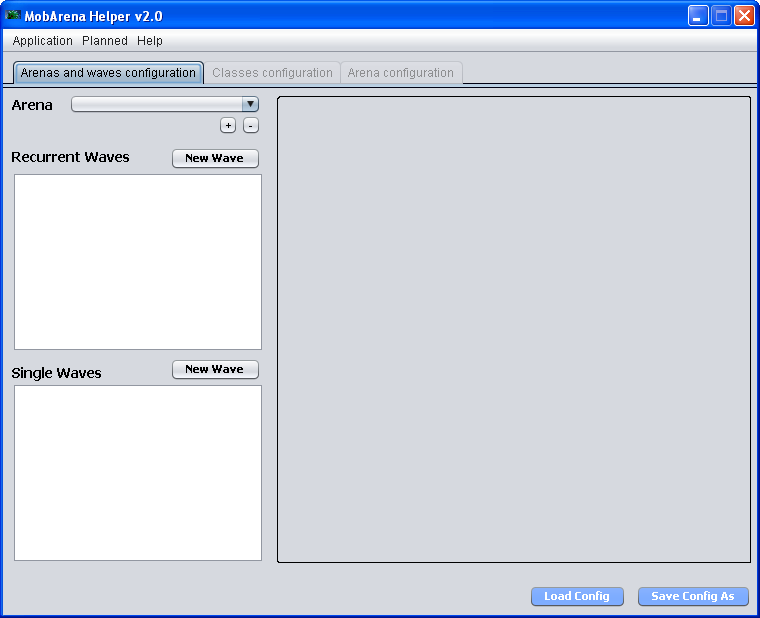 MobArena Helper v2.0
Application Planned Help
Arenas and waves configuration Classes configuration Arena configuration
Arena
+ -
Recurrent Waves New Wave
Single Waves New Wave
Load Config Save Config As